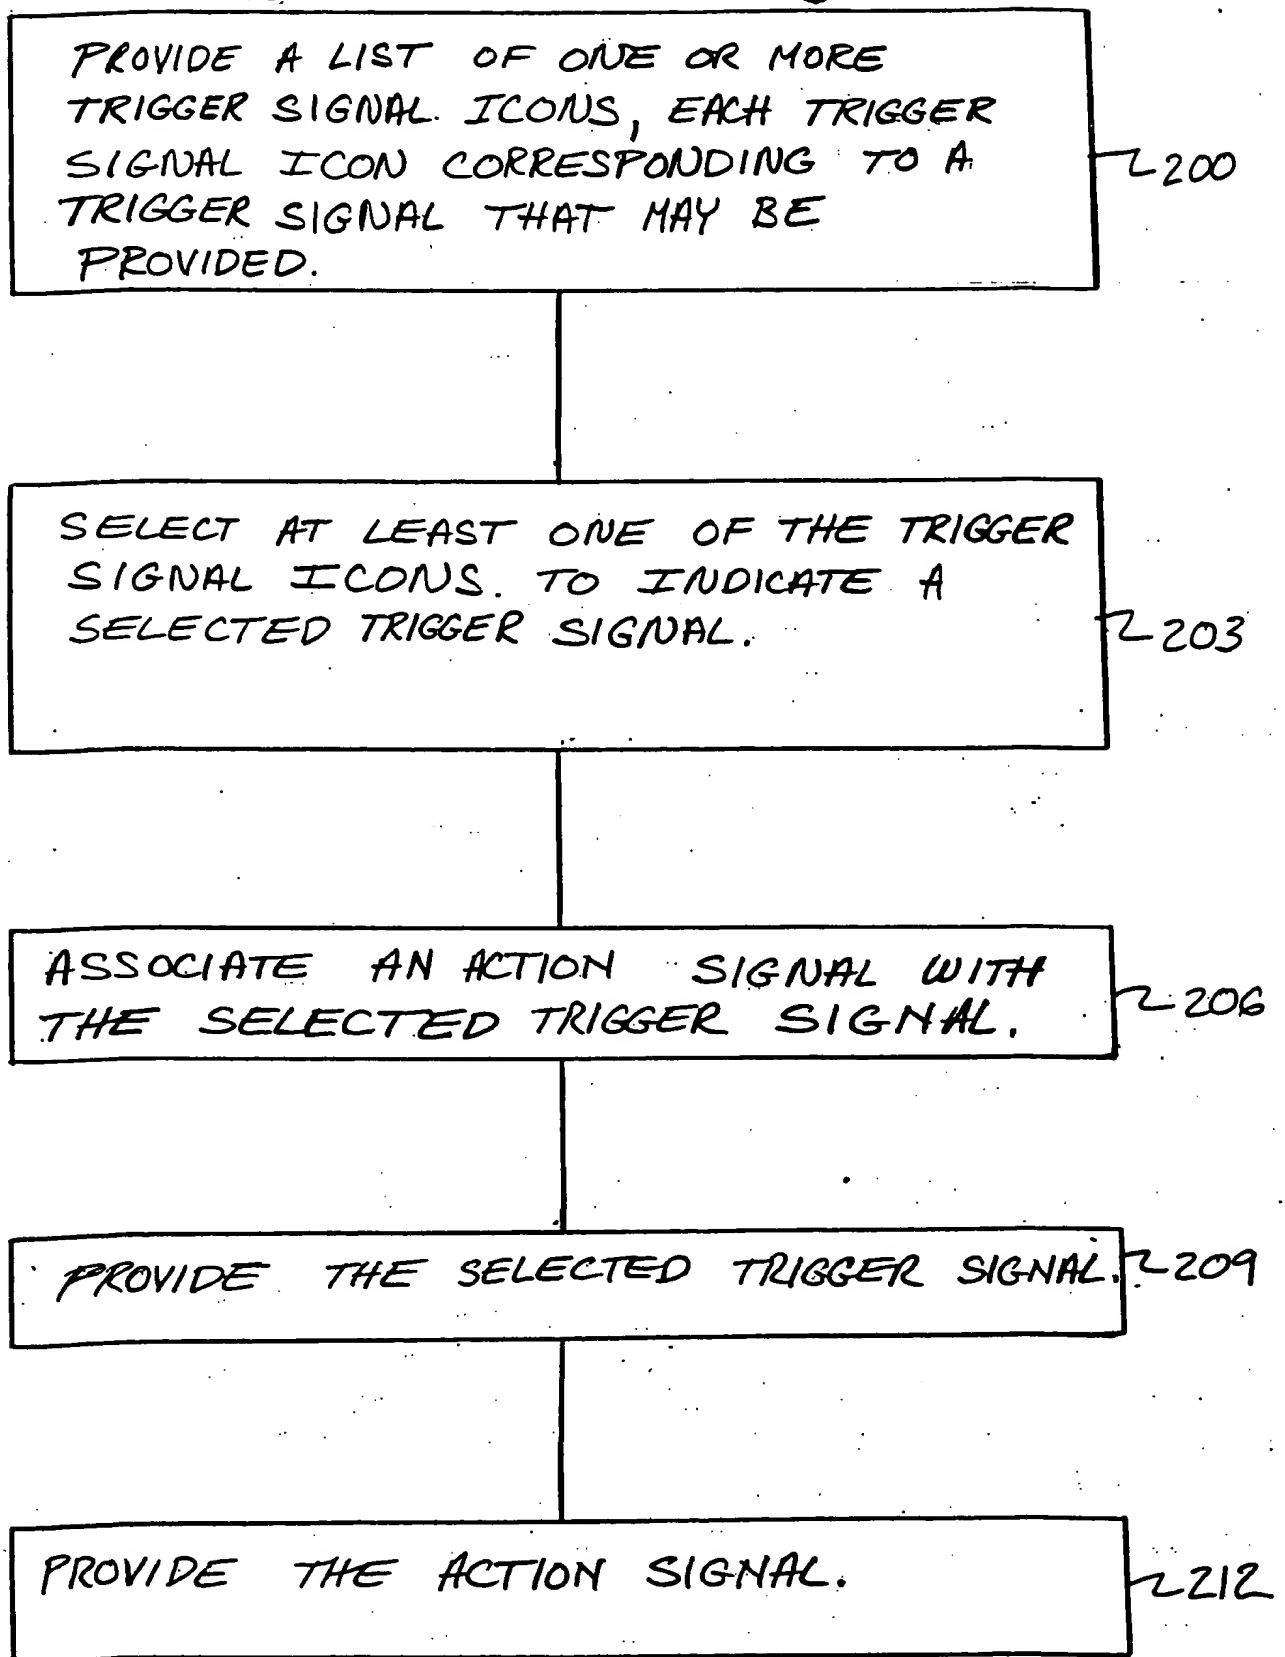 PROVIDE A LIST OF ONE OR MORE
TRIGGER SIGNAL ICONS, EACH TRIGGER
SIGNAL ICON CORRESPONDING TO A
TRIGGER SIGNAL THAT MAY BE
PROVIDED.
200
SELECT AT LEAST ONE OF THE TRIGGER
SIGNAL ICONS. TO INDICATE A
SELECTED TRIGGER SIGNAL.
203
ASSOCIATE AN ACTION SIGNAL WITH
THE SELECTED TRIGGER SIGNAL.
206
PROVIDE THE SELECTED TRIGGER SIGNAL.
209
PROVIDE THE ACTION SIGNAL.
212